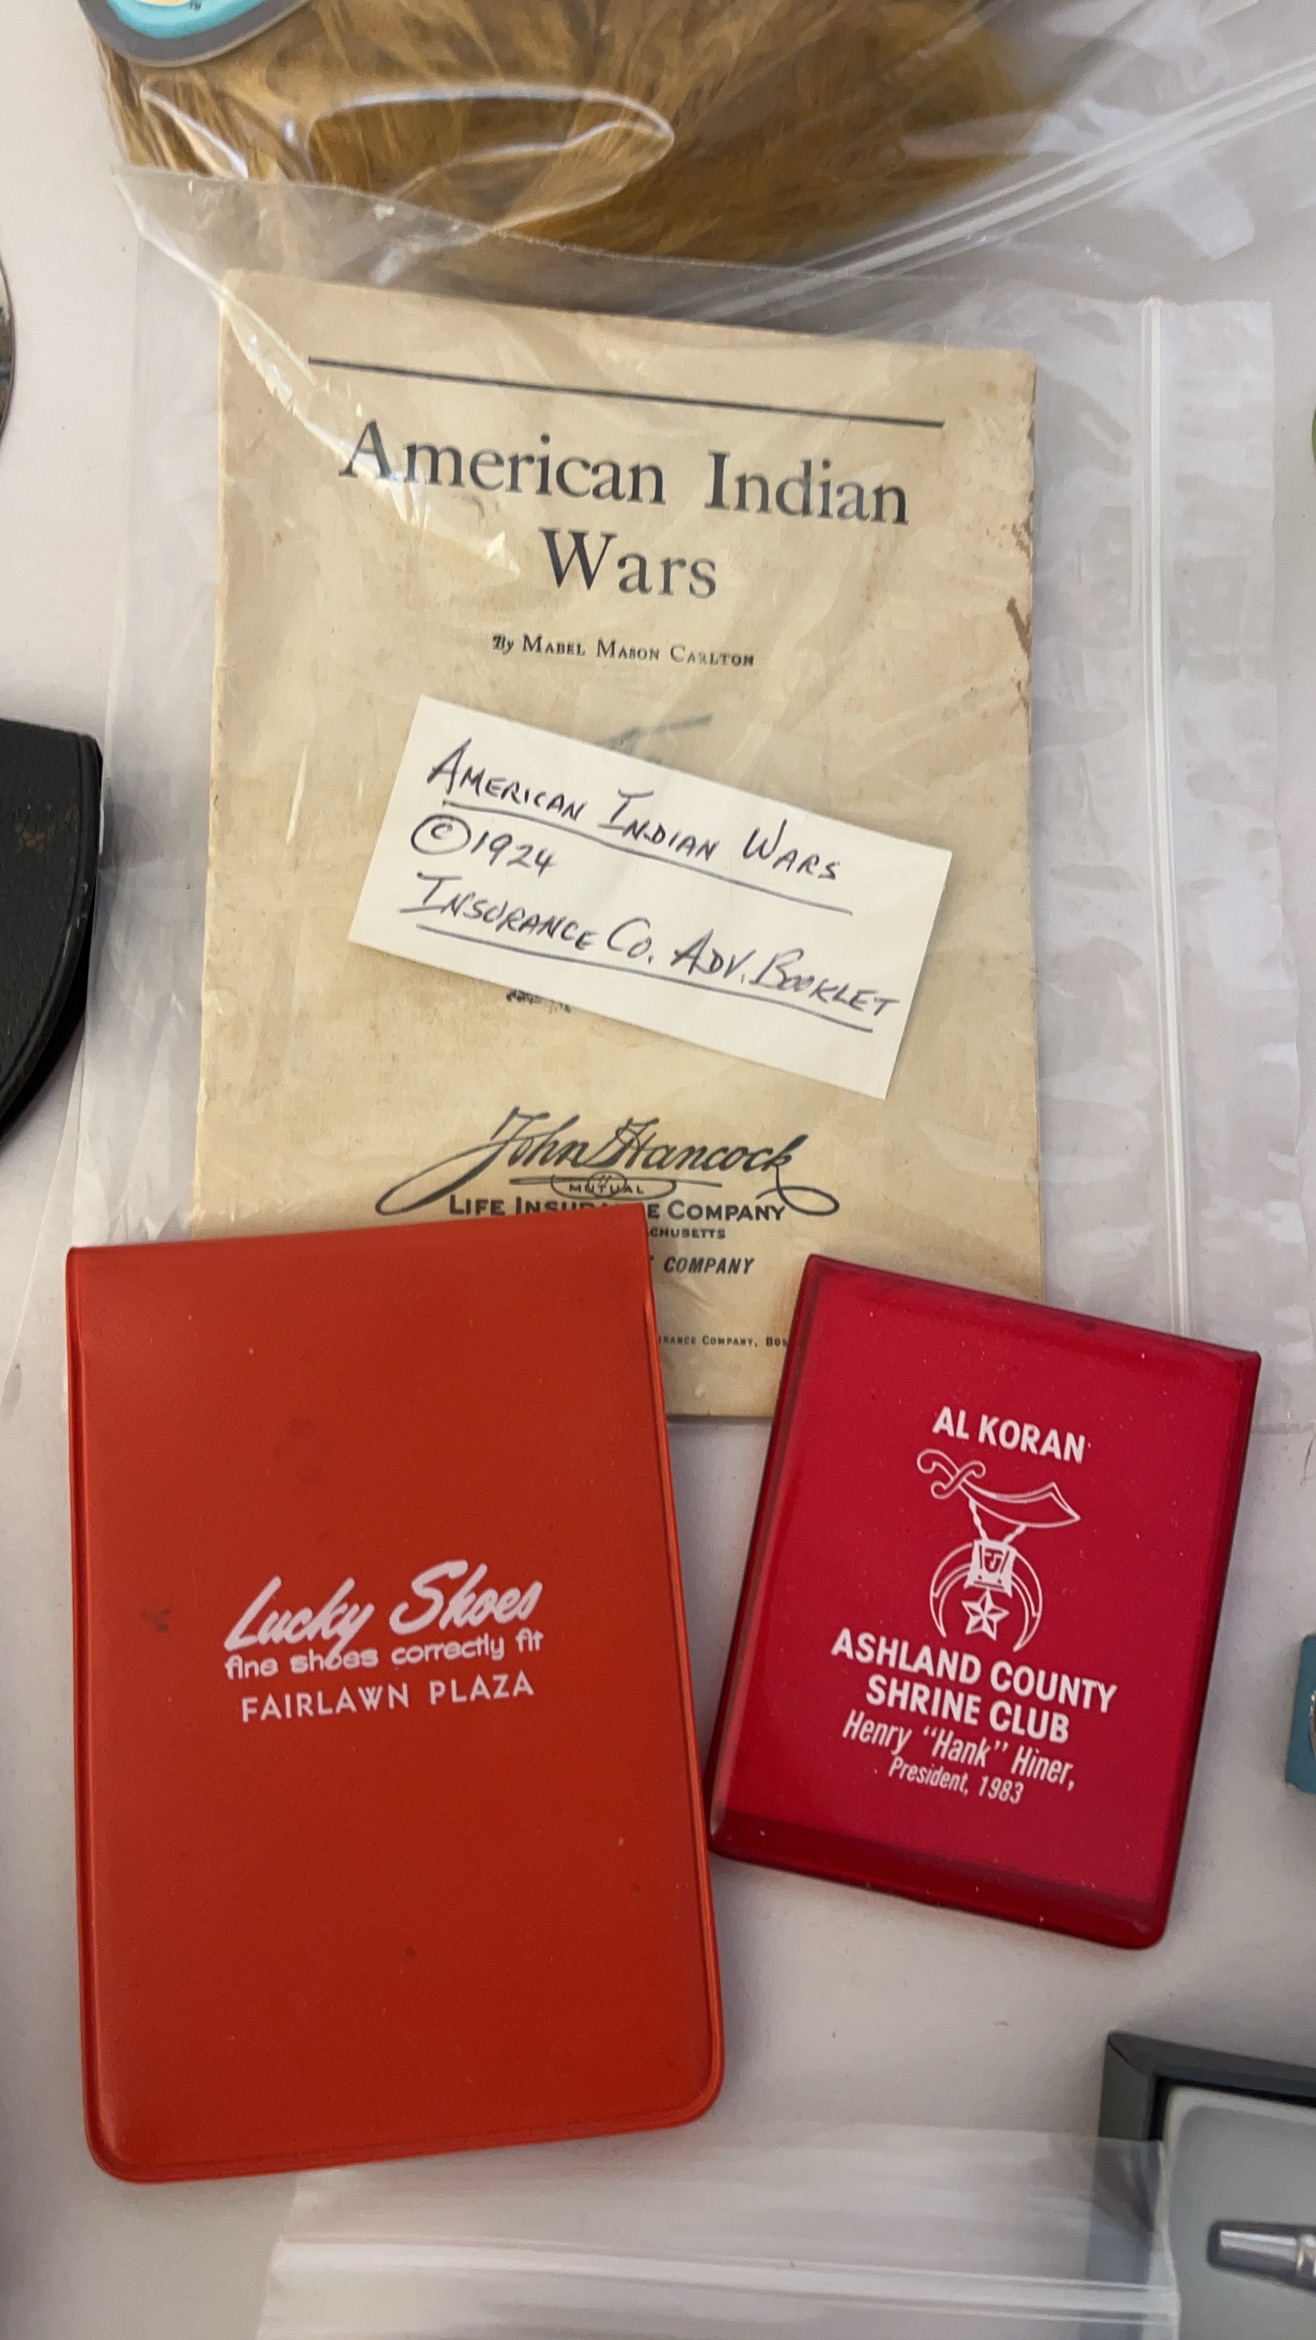 American Indian
Wars
By Mabel Mason Carlton
American Indian Wars
©1924
Insurance Co. Adv. Booklet
John Hancock
MUTUAL
LIFE INSURANCE COMPANY
COMPANY
COMPANY, BOS
Lucky Shoes
fine shoes correctly fit
FAIRLAWN PLAZA
AL KORAN
ASHLAND COUNTY
SHRINE CLUB
Henry "Hank" Hiner,
President, 1983